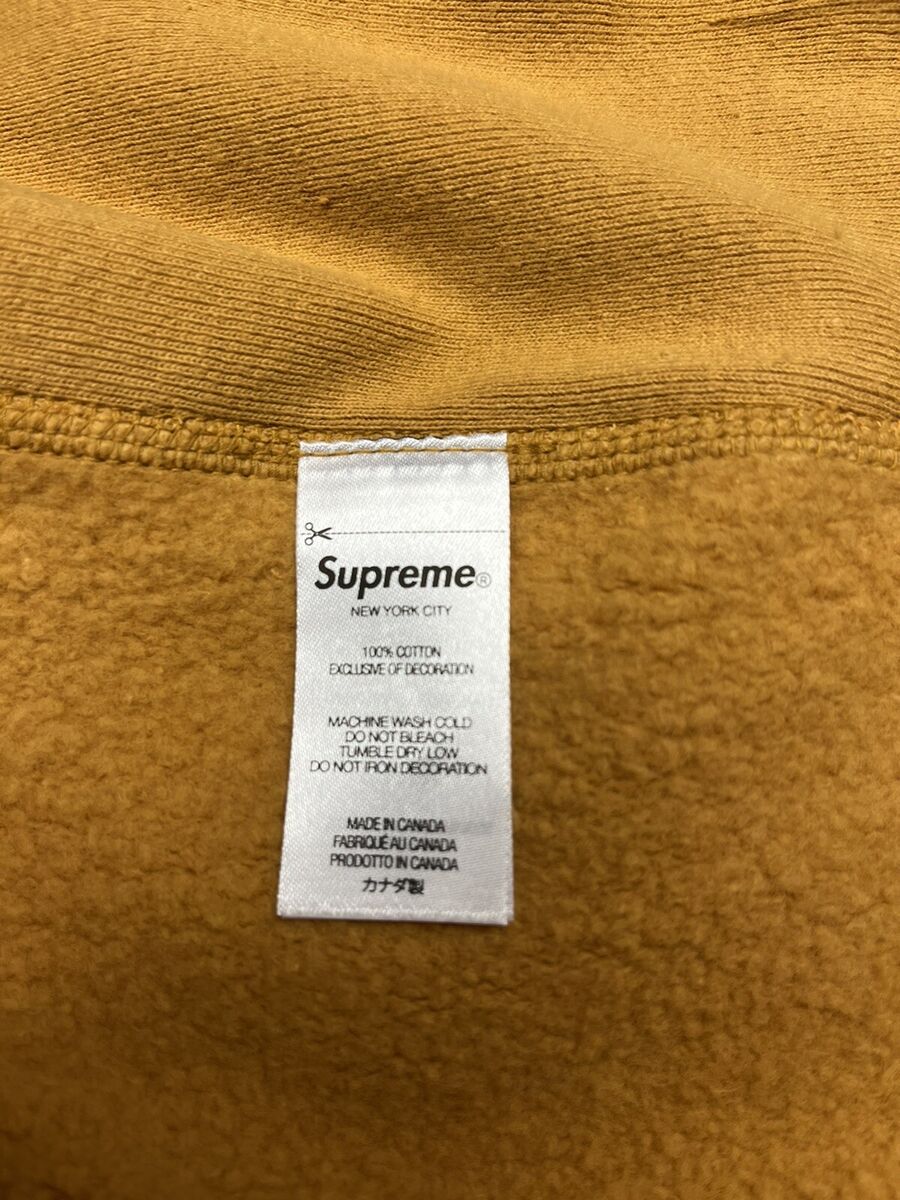 Supreme®
NEW YORK CITY
100% COTTON
EXCLUSIVE OF DECORATION
MACHINE WASH COLD
DO NOT BLEACH
TUMBLE DRY LOW
DO NOT IRON DECORATION
MADE IN CANADA
FABRIQUÉ AU CANADA
PRODOTTO IN CANADA
カナダ製